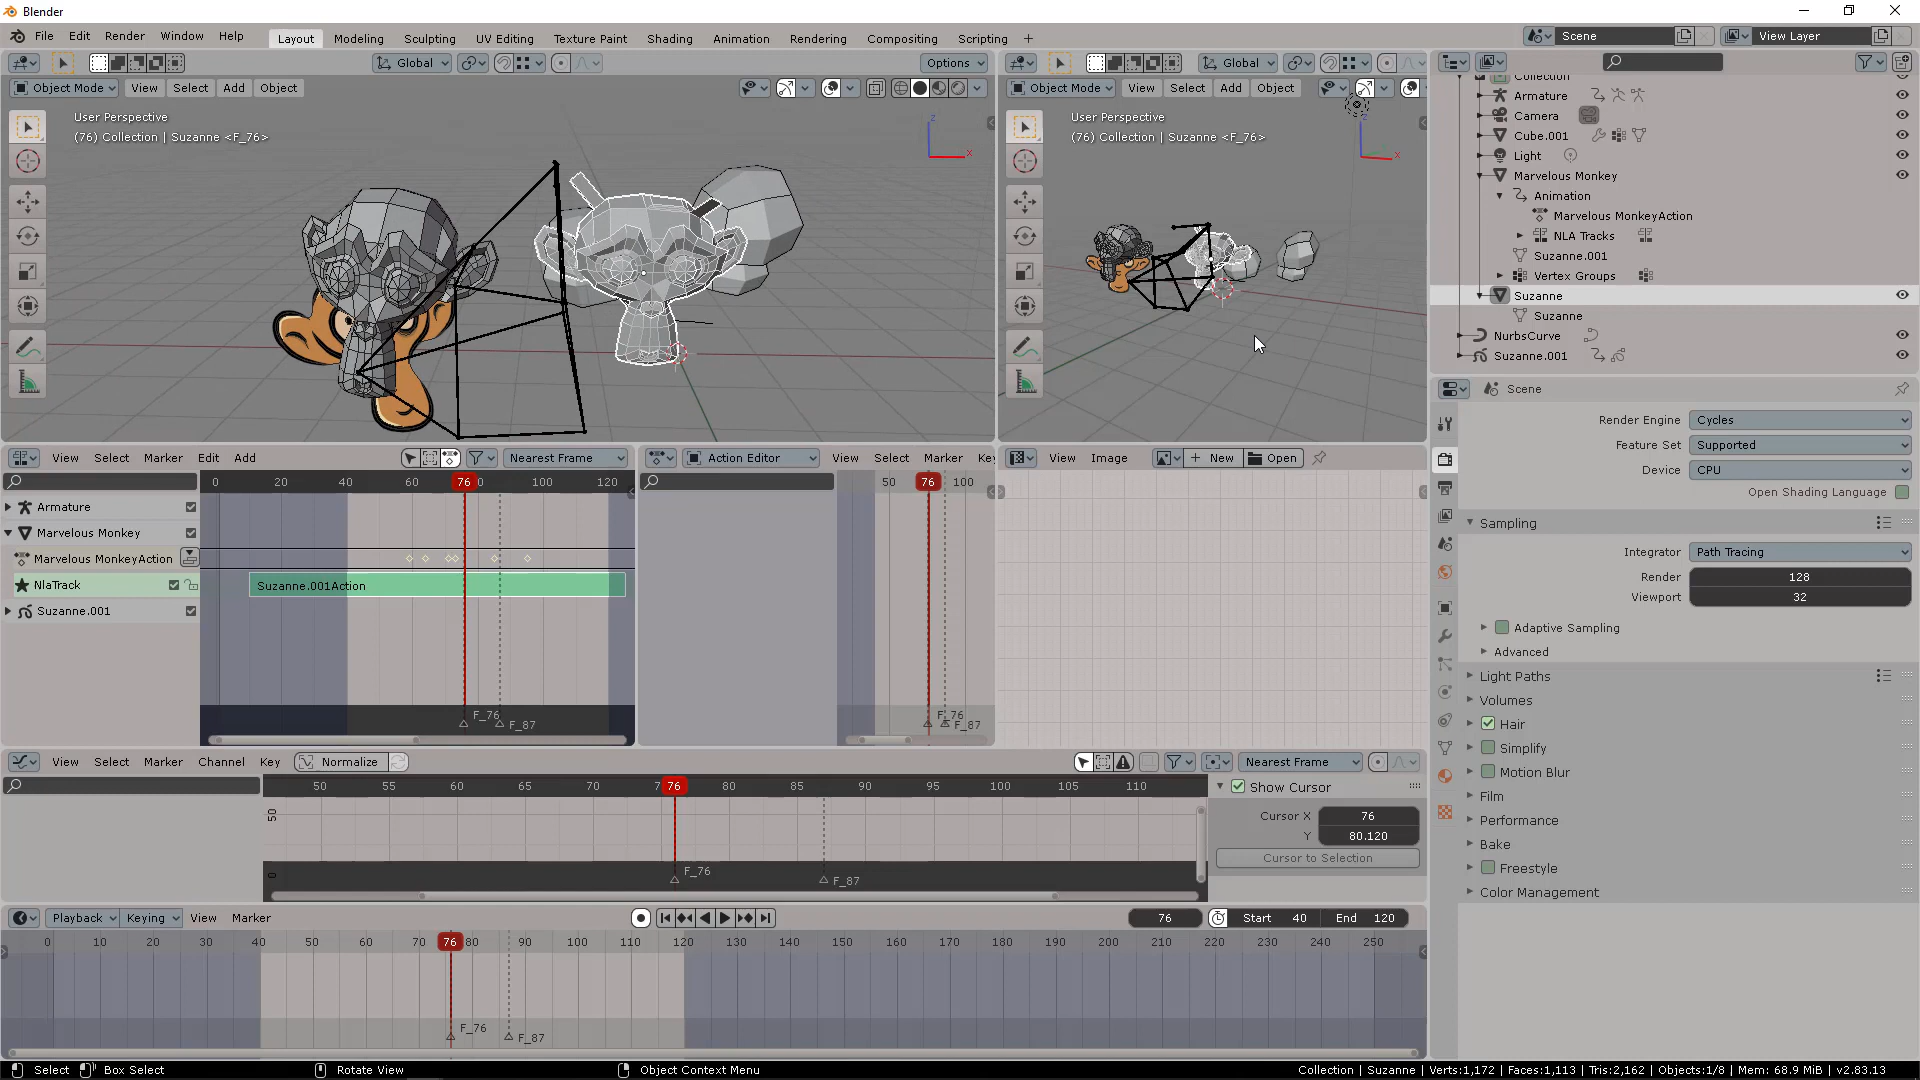 Blender
File Edit Render Window Help Layout Modeling Sculpting UV Editing Texture Paint Shading Animation Rendering Compositing Scripting + Scene View Layer
Global Options
Object Mode View Select Add Object
User Perspective
(76) Collection | Suzanne <F_76>
Z
X
Global
Object Mode View Select Add Object
User Perspective
(76) Collection | Suzanne <F_76>
X
Collection
Armature
Camera
Cube.001
Light
Marvelous Monkey
Animation
Marvelous MonkeyAction
NLA Tracks
Suzanne.001
Vertex Groups
Suzanne
Suzanne
NurbsCurve
Suzanne.001
Scene
Render Engine Cycles
Feature Set Supported
Device CPU
Open Shading Language
Sampling
Integrator Path Tracing
Render 128
Viewport 32
Adaptive Sampling
Advanced
Light Paths
Volumes
Hair
Simplify
Motion Blur
Film
Performance
Bake
Freestyle
Color Management
View Select Marker Edit Add Nearest Frame
0 20 40 60 76 80 100 120
Armature
Marvelous Monkey
Marvelous MonkeyAction
NlaTrack
Suzanne.001Action
Suzanne.001
F_76
F_87
Action Editor View Select Marker Ke
50 76 100
F_76
F_87
View Image New Open
View Select Marker Channel Key Normalize Nearest Frame
50 55 60 65 70 7 76 80 85 90 95 100 105 110
50
0
F_76
F_87
Show Cursor
Cursor X 76
Y 80.120
Cursor to Selection
Playback Keying View Marker 76 Start 40 End 120
0 10 20 30 40 50 60 70 76 80 90 100 110 120 130 140 150 160 170 180 190 200 210 220 230 240 250
F_76
F_87
Select Box Select Rotate View Object Context Menu Collection | Suzanne | Verts:1,172 | Faces:1,113 | Tris:2,162 | Objects:1/8 | Mem: 68.9 MiB | v2.83.13